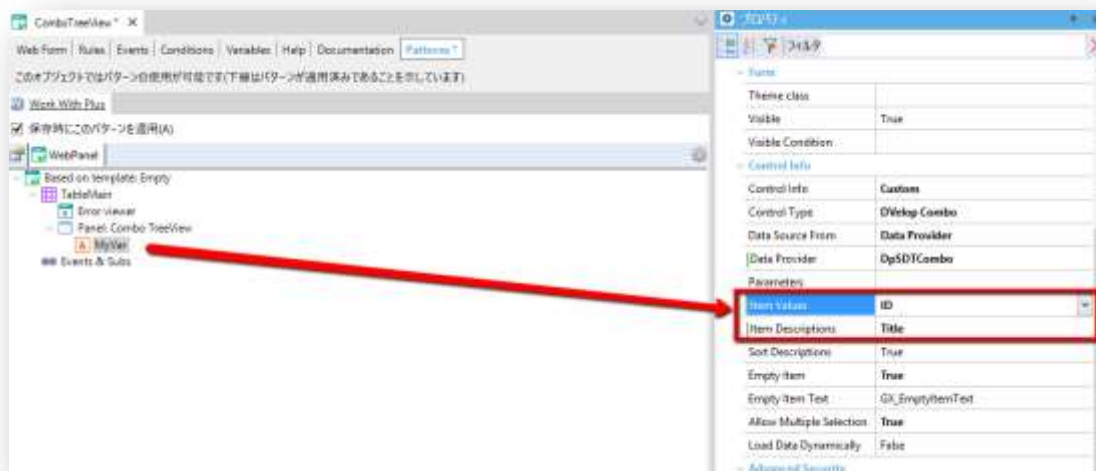 ComboTreeView *
Web Form | Rules | Events | Conditions | Variables | Help | Documentation | Patterns *
このオブジェクトではパターンの使用が可能です(下線はパターンが適用済みであることを示しています)
Work With Plus
保存時にこのパターンを適用(A)
WebPanel
Based on template: Empty
TableMain
Error viewer
Panel: Combo TreeView
MyVar
Events & Subs
プロパティ
フィルタ
Theme class
Visible True
Visible Condition
Control Info
Control Info Custom
Control Type DVelop Combo
Data Source From Data Provider
Data Provider DpSDTCombo
Parameters
Item Values ID
Item Descriptions Title
Sort Descriptions True
Empty Item True
Empty Item Text GX_EmptyItemText
Allow Multiple Selection True
Load Data Dynamically False
Advanced Security